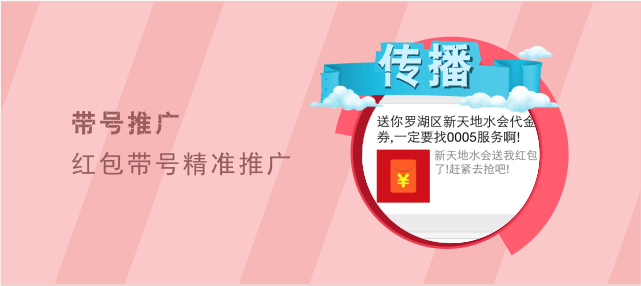 传播
带号推广
红包带号精准推广
送你罗湖区新天地水会代金
券,一定要找0005服务啊!
新天地水会送我红包
了!赶紧去抢吧!
¥